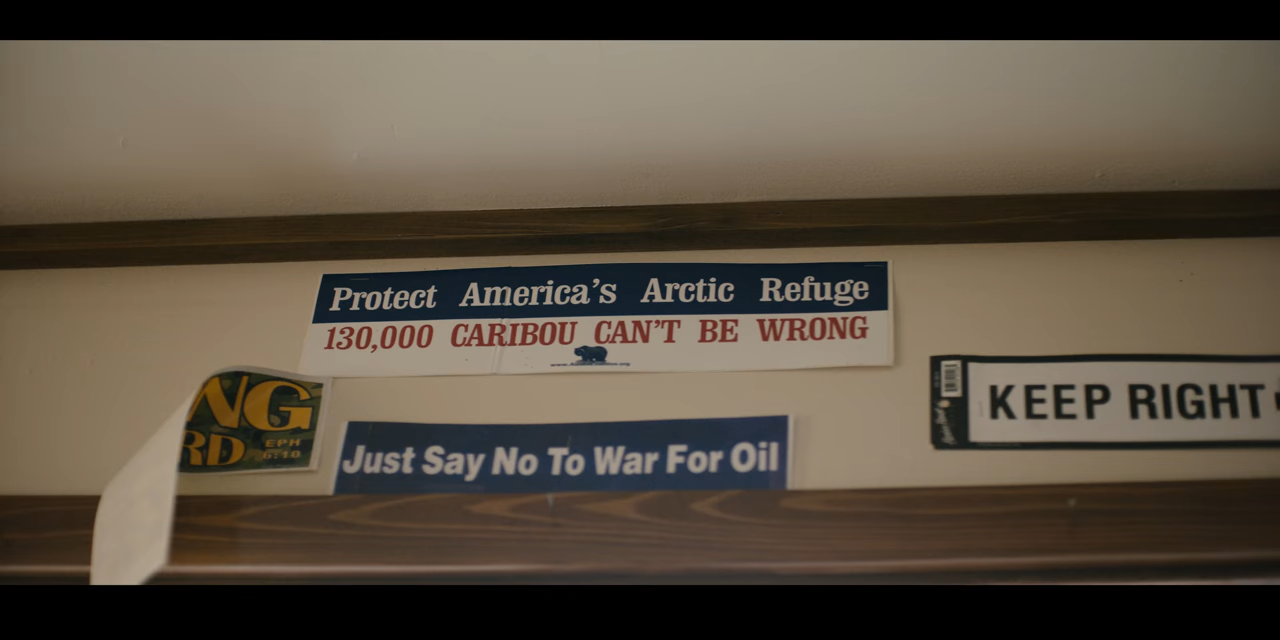 Protect America's Arctic Refuge
130,000 CARIBOU CAN'T BE WRONG
NG
RD
EPH
6:10
Just Say No To War For Oil
KEEP RIGHT